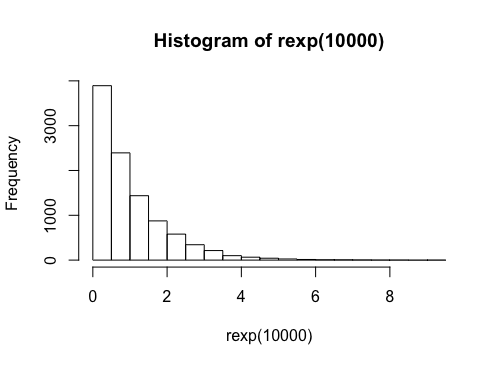 Histogram of rexp(10000)
Frequency
3000
1000
0
0 2 4 6 8
rexp(10000)